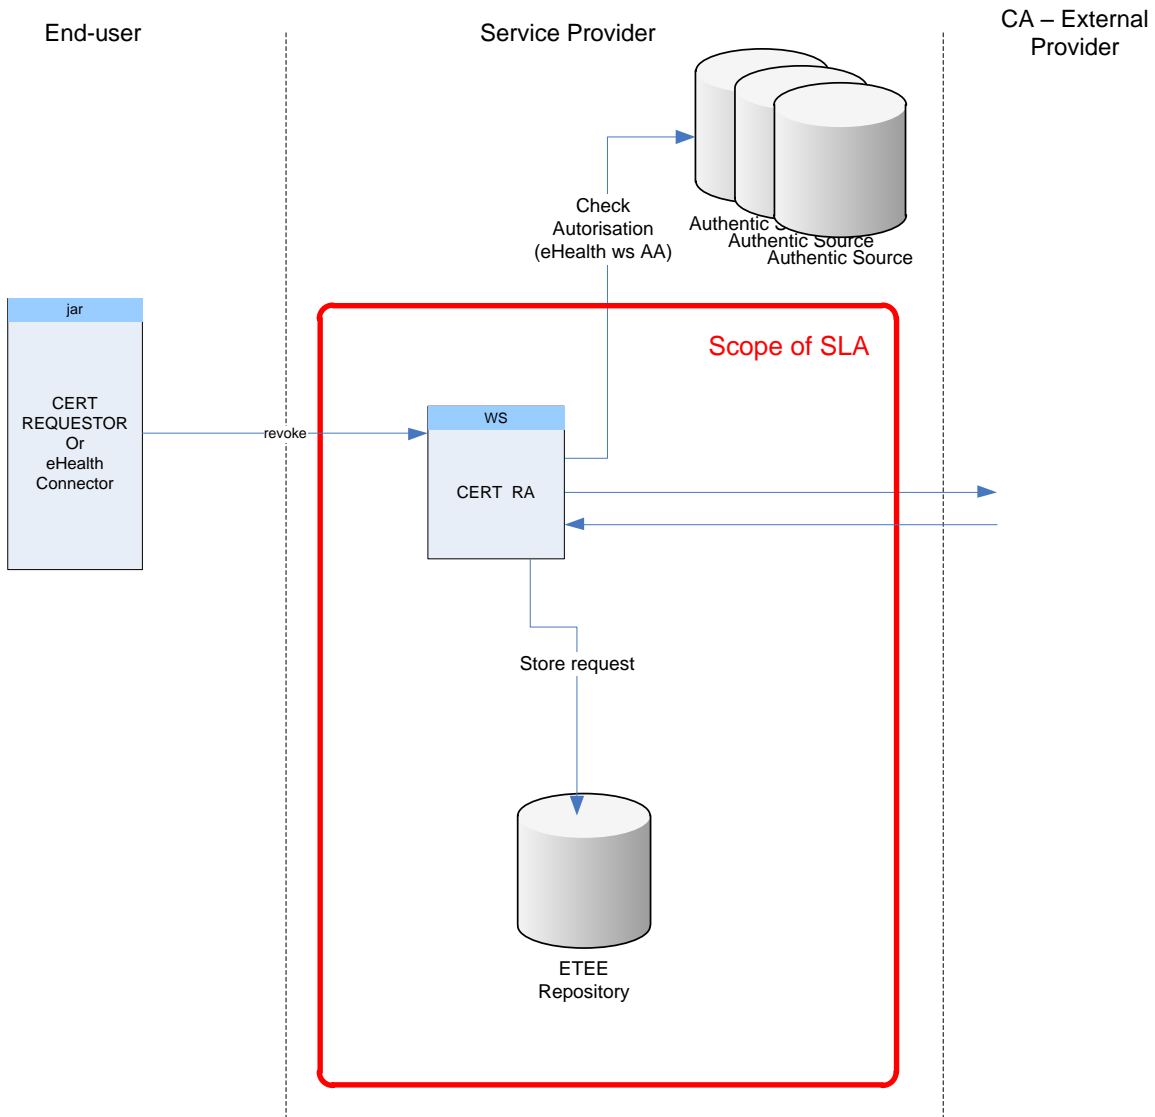 End-user
Service Provider
CA – External
Provider
Check
Autorisation
(eHealth ws AA)
Authentic
Authentic Source
Authentic Source
jar
CERT
REQUESTOR
Or
eHealth
Connector
revoke
Scope of SLA
WS
CERT RA
Store request
ETEE
Repository